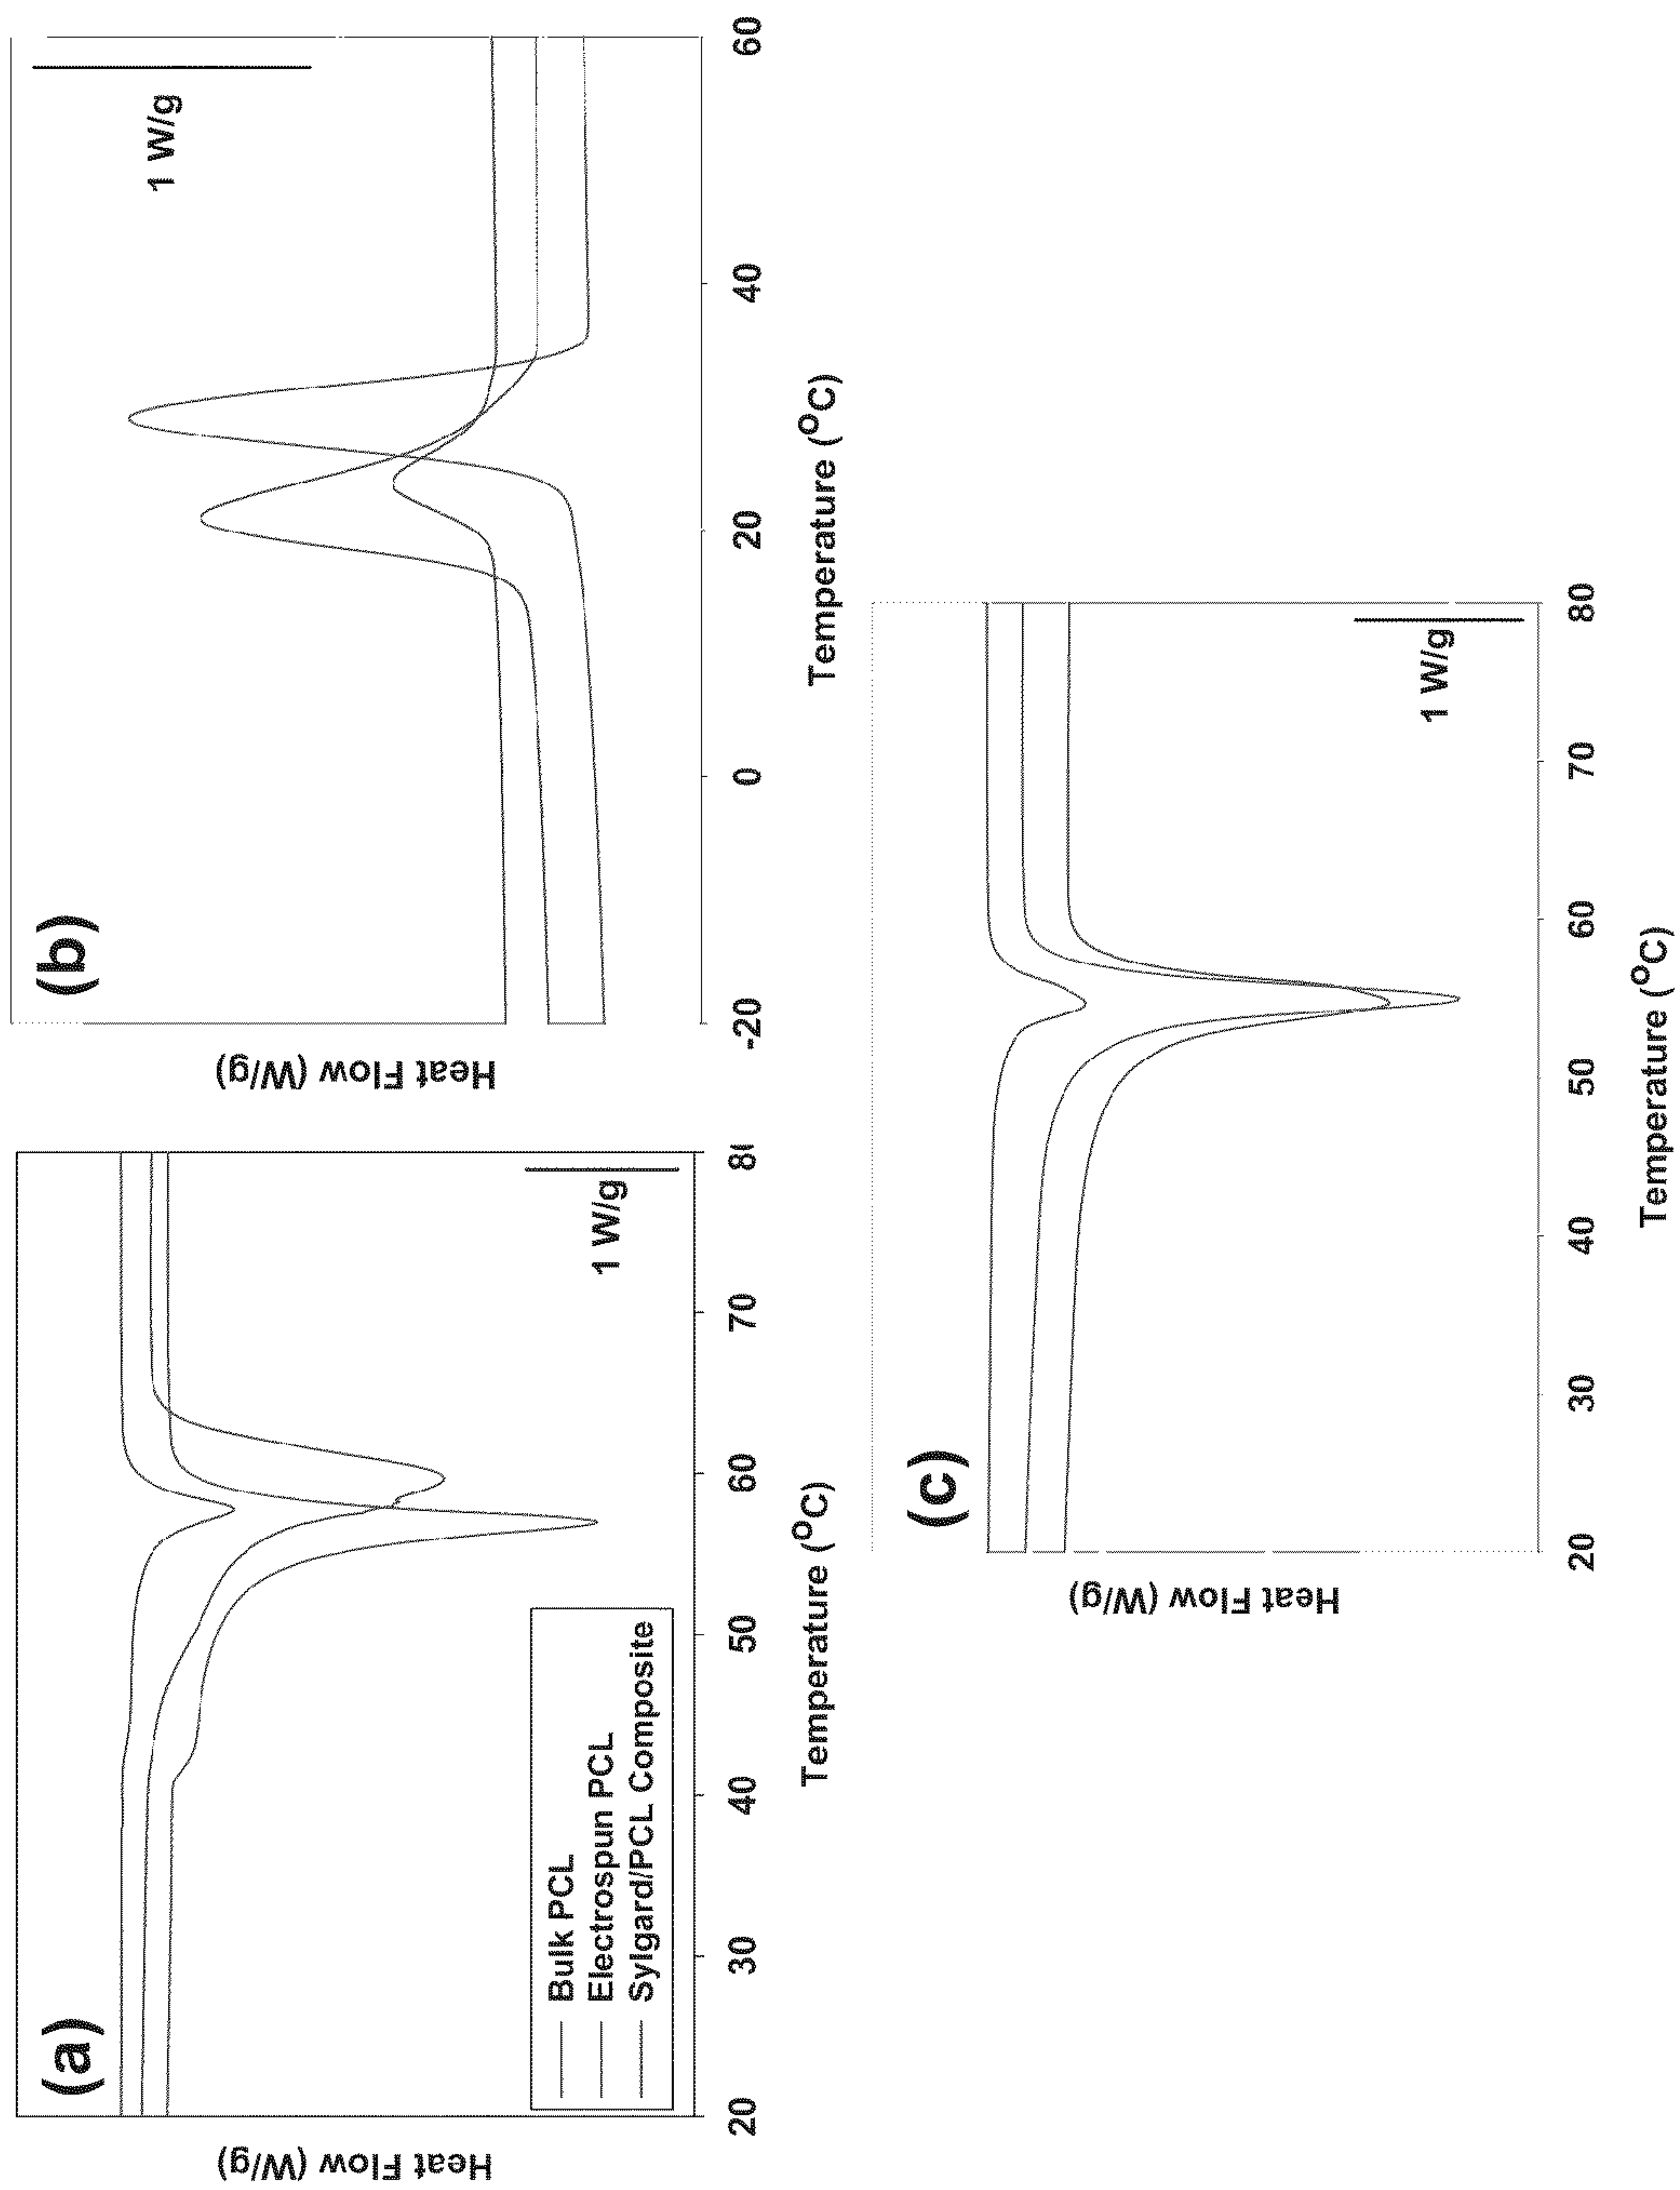 (a)
Heat Flow (W/g)
Bulk PCL
Electrospun PCL
Sylgard/PCL Composite
1 W/g
20 30 40 50 60 70 8
Temperature (°C)
(b)
Heat Flow (W/g)
1 W/g
-20 0 20 40 60
Temperature (°C)
(c)
Heat Flow (W/g)
1 W/g
20 30 40 50 60 70 80
Temperature (°C)